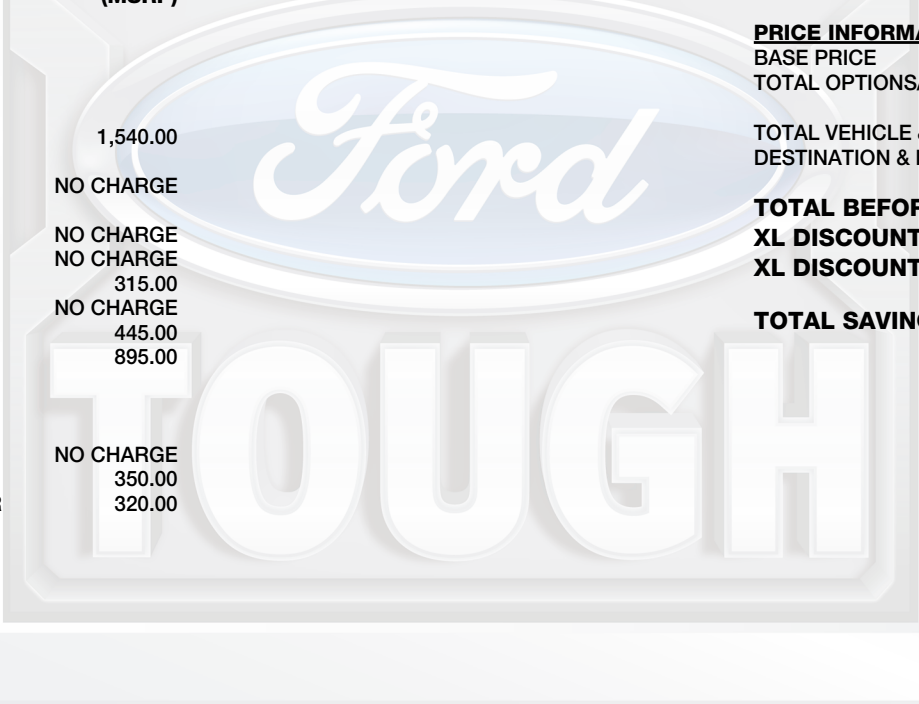 (MSRP)
1,540.00
NO CHARGE
NO CHARGE
NO CHARGE
315.00
NO CHARGE
445.00
895.00
NO CHARGE
350.00
320.00
PRICE INFORMA
BASE PRICE
TOTAL OPTIONS
TOTAL VEHICLE &
DESTINATION &
TOTAL BEFOR
XL DISCOUNT
XL DISCOUNT
TOTAL SAVIN
Ford
TOUGH